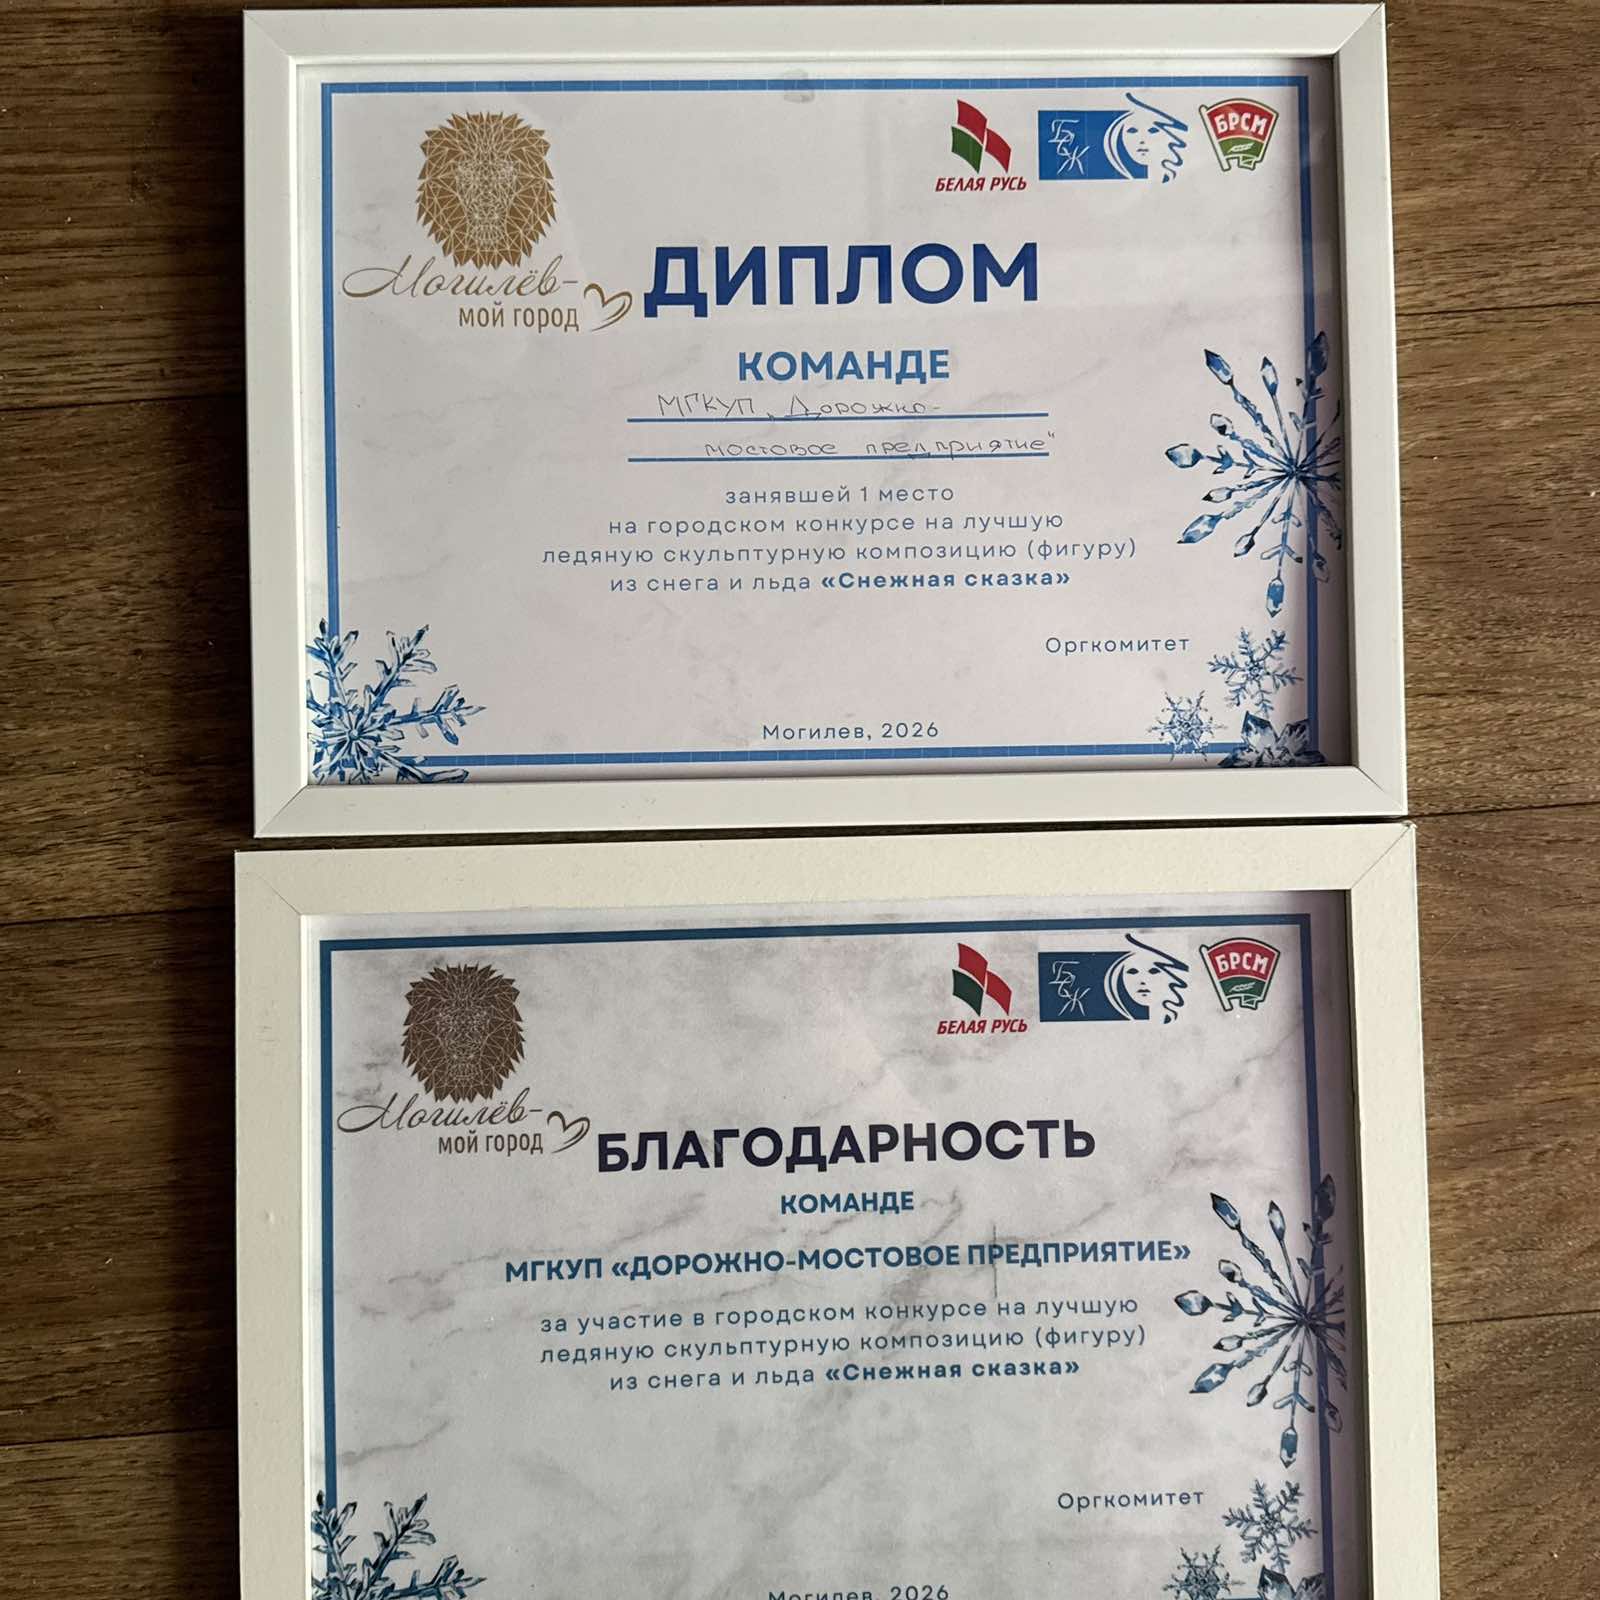 БЕЛАЯ РУСЬ
БСЖ
БРСМ
Могилёв-
мой город
ДИПЛОМ
КОМАНДЕ
МГКУП „Дорожно-
мостовое предприятие"
занявшей 1 место
на городском конкурсе на лучшую
ледяную скульптурную композицию (фигуру)
из снега и льда «Снежная сказка»
Оргкомитет
Могилев, 2026
БЕЛАЯ РУСЬ
БСЖ
БРСМ
Могилёв-
мой город
БЛАГОДАРНОСТЬ
КОМАНДЕ
МГКУП «ДОРОЖНО-МОСТОВОЕ ПРЕДПРИЯТИЕ»
за участие в городском конкурсе на лучшую
ледяную скульптурную композицию (фигуру)
из снега и льда «Снежная сказка»
Оргкомитет
Могилев, 2026